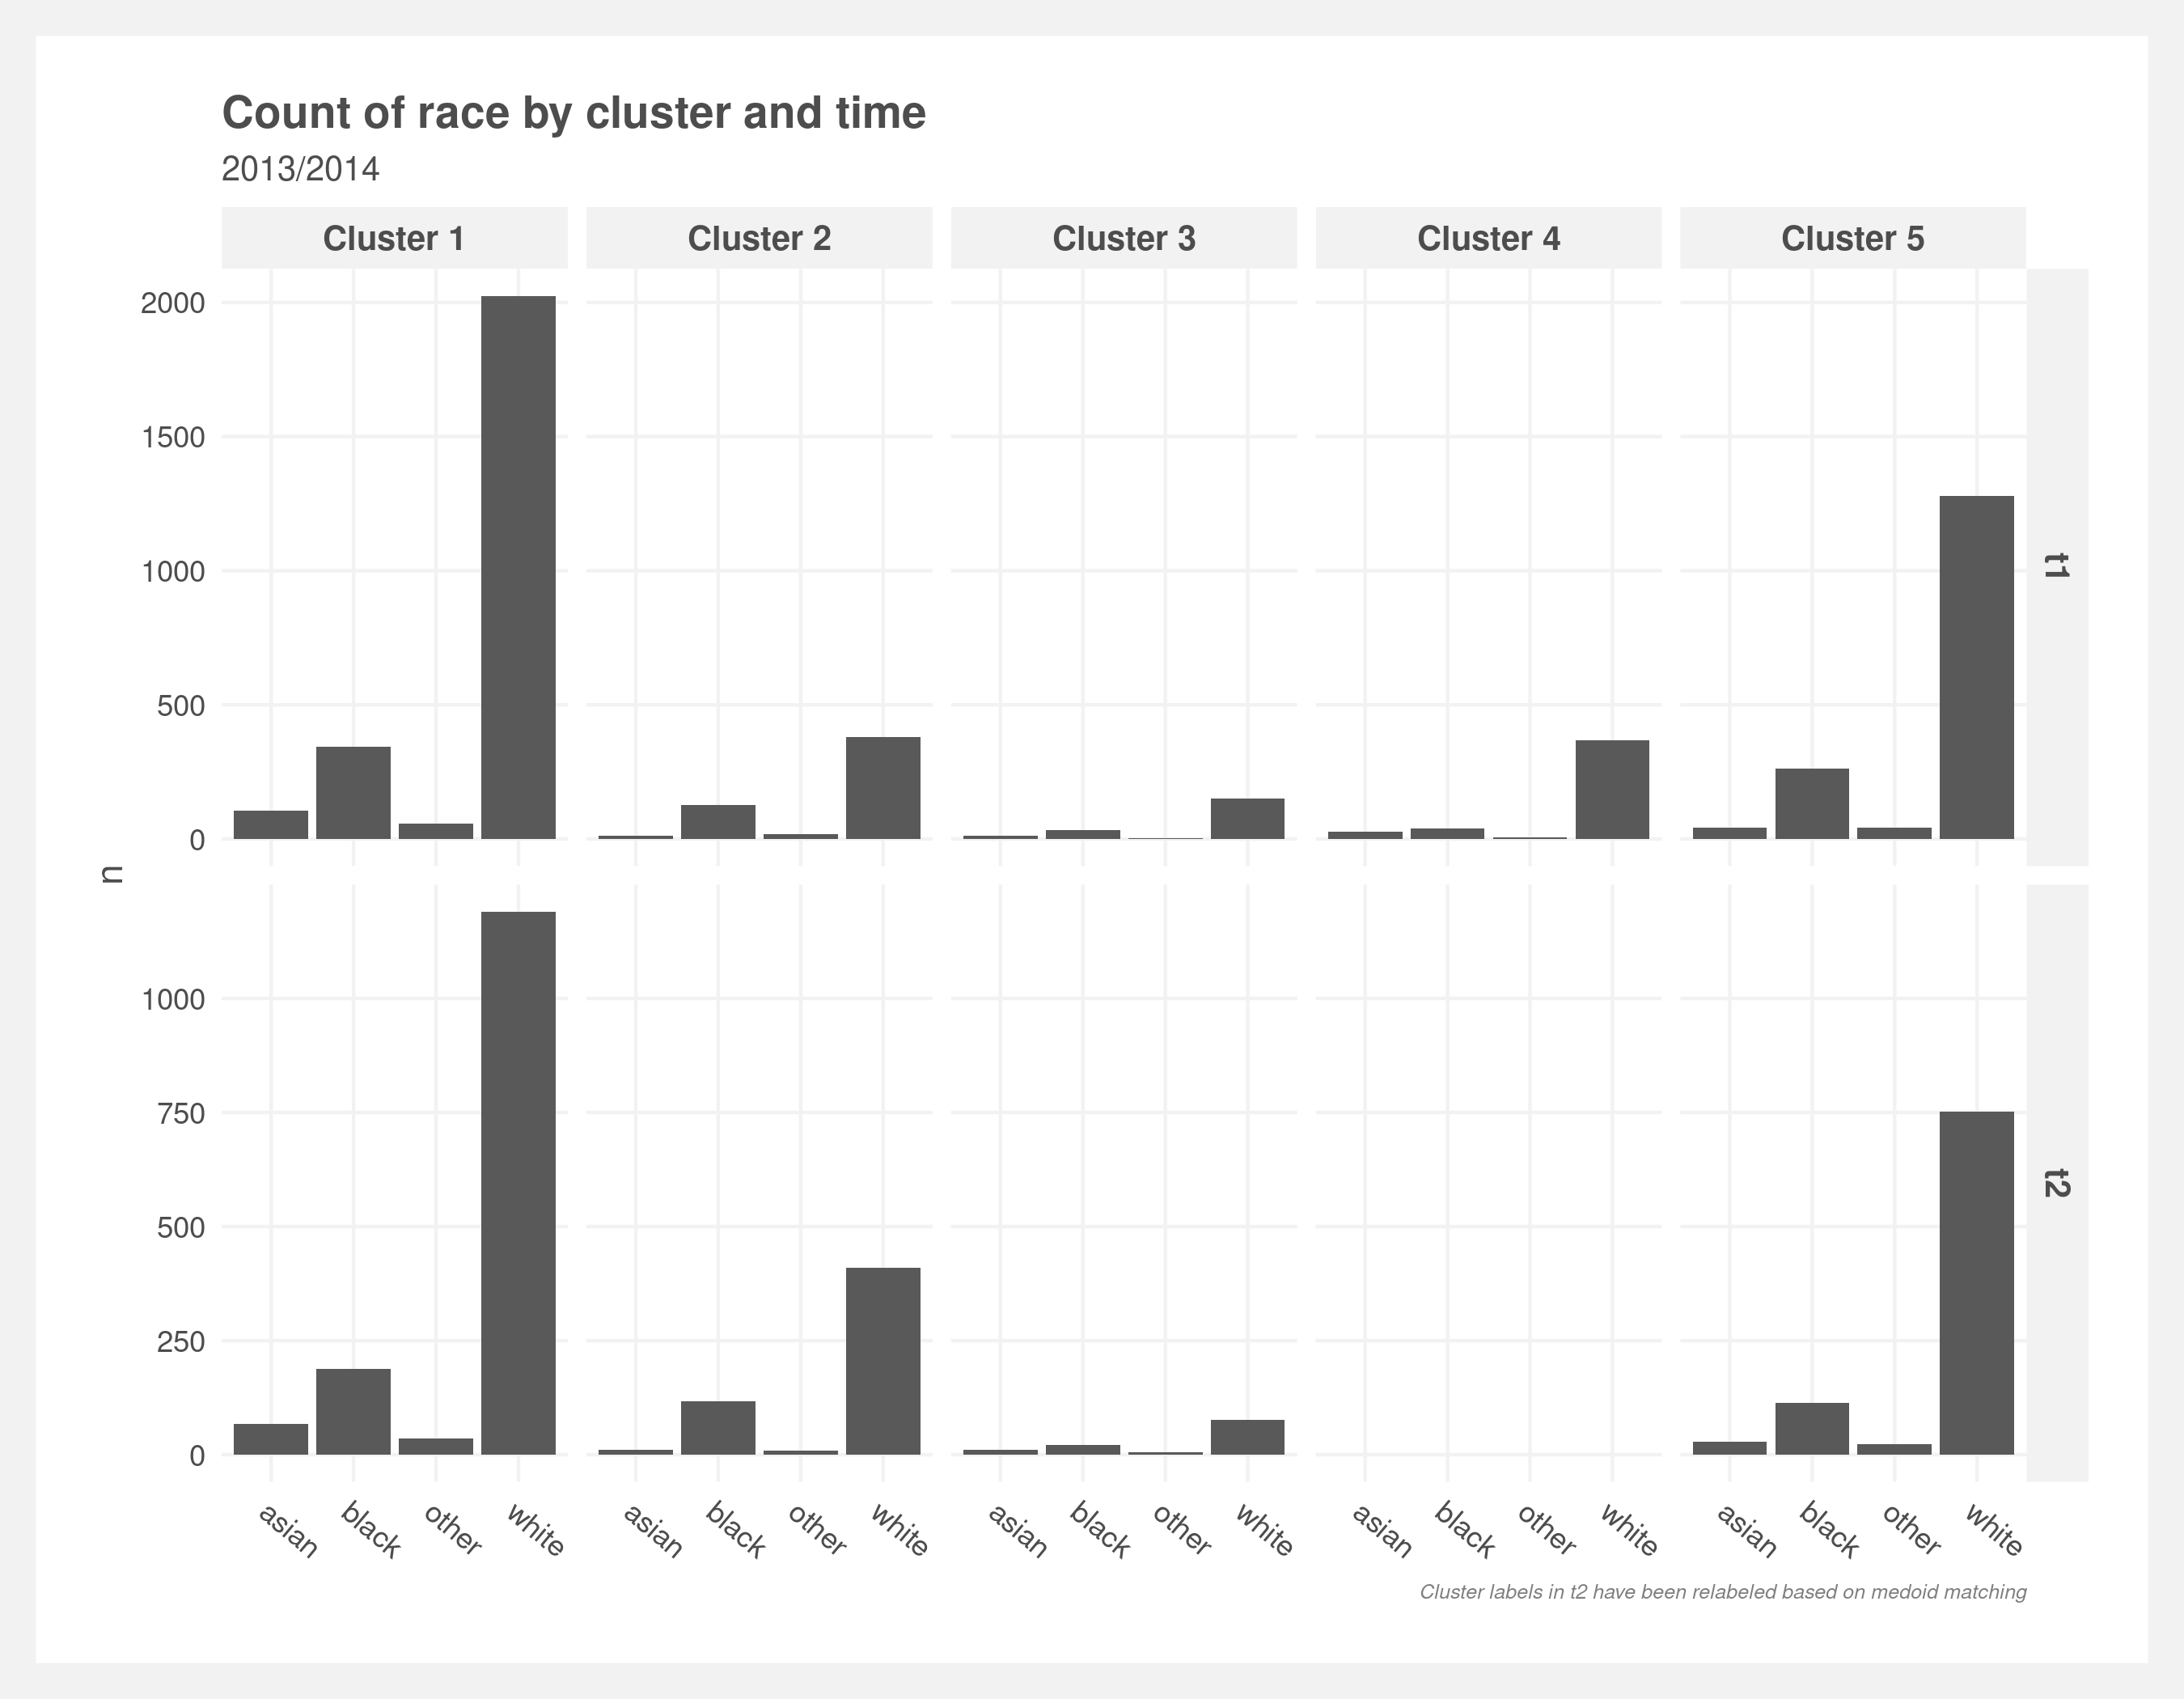 Count of race by cluster and time
2013/2014
Cluster 1 Cluster 2 Cluster 3 Cluster 4 Cluster 5
2000
1500
1000
500
0
t1
n
1000
750
500
250
0
t2
asian black other white asian black other white asian black other white asian black other white asian black other white
Cluster labels in t2 have been relabeled based on medoid matching